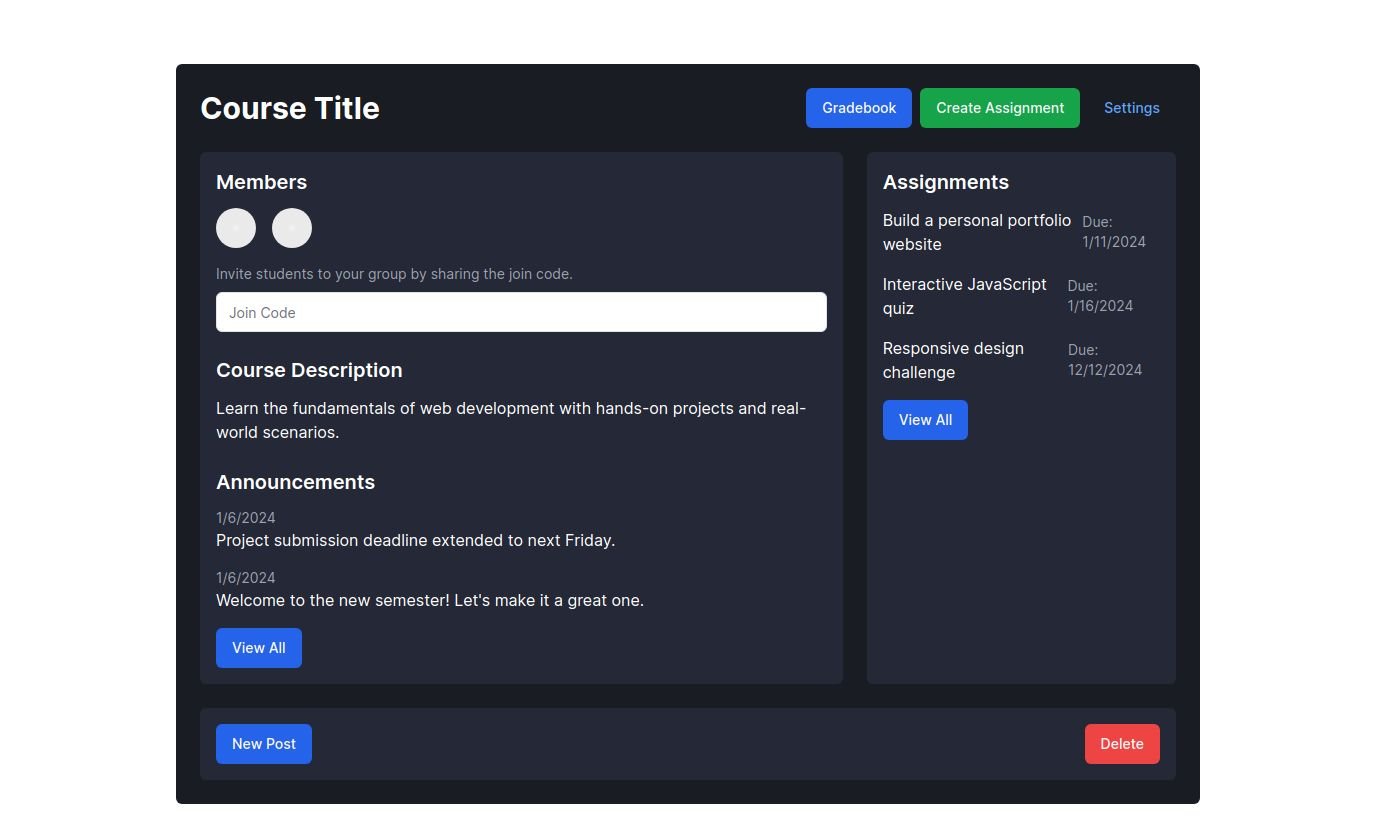 Course Title
Gradebook
Create Assignment
Settings
Members
Invite students to your group by sharing the join code.
Join Code
Course Description
Learn the fundamentals of web development with hands-on projects and real-
world scenarios.
Announcements
1/6/2024
Project submission deadline extended to next Friday.
1/6/2024
Welcome to the new semester! Let's make it a great one.
View All
Assignments
Build a personal portfolio
website
Due:
1/11/2024
Interactive JavaScript
quiz
Due:
1/16/2024
Responsive design
challenge
Due:
12/12/2024
View All
New Post
Delete